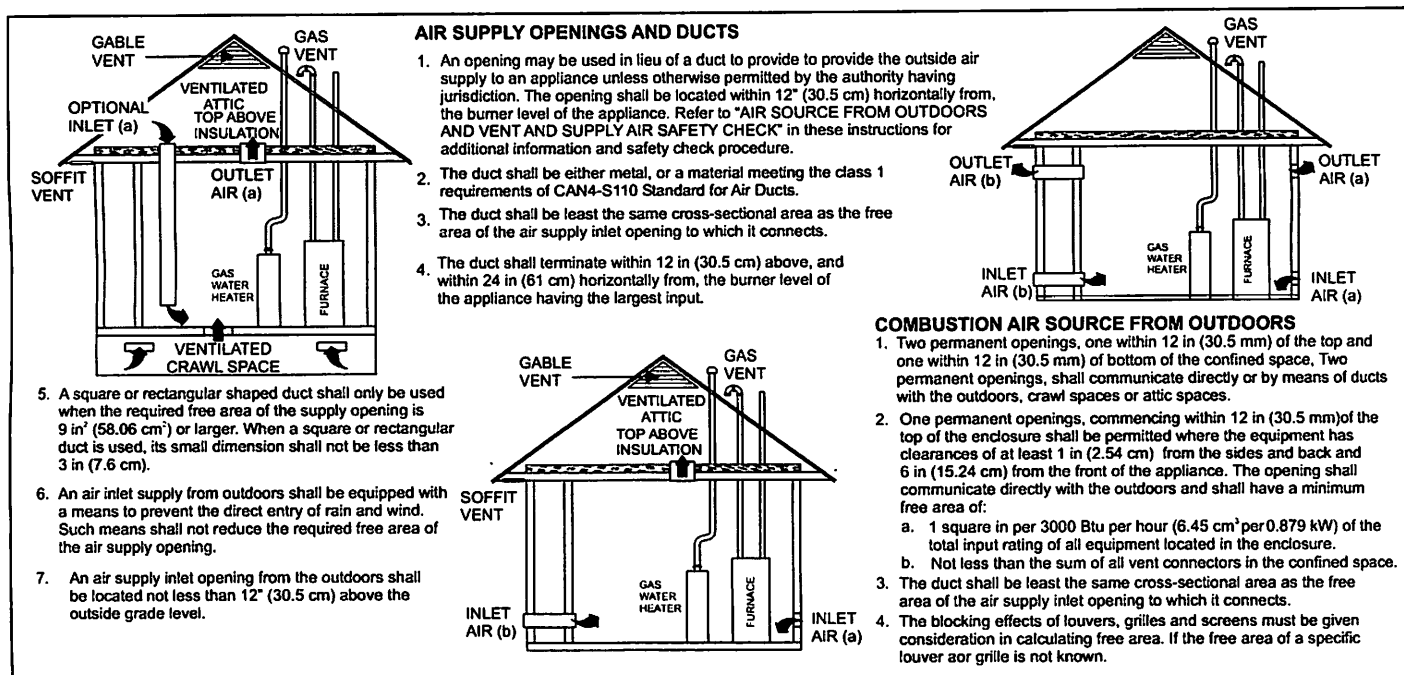 GABLE
VENT
GAS
VENT
VENTILATED
ATTIC
TOP ABOVE
INSULATION
OPTIONAL
INLET (a)
SOFFIT
VENT
OUTLET
AIR (a)
GAS
WATER
HEATER
FURNACE
VENTILATED
CRAWL SPACE
AIR SUPPLY OPENINGS AND DUCTS
1. An opening may be used in lieu of a duct to provide to provide the outside air
supply to an appliance unless otherwise permitted by the authority having
jurisdiction. The opening shall be located within 12" (30.5 cm) horizontally from,
the burner level of the appliance. Refer to "AIR SOURCE FROM OUTDOORS
AND VENT AND SUPPLY AIR SAFETY CHECK" in these instructions for
additional information and safety check procedure.
2. The duct shall be either metal, or a material meeting the class 1
requirements of CAN4-S110 Standard for Air Ducts.
3. The duct shall be least the same cross-sectional area as the free
area of the air supply inlet opening to which it connects.
4. The duct shall terminate within 12 in (30.5 cm) above, and
within 24 in (61 cm) horizontally from, the burner level of
the appliance having the largest input.
5. A square or rectangular shaped duct shall only be used
when the required free area of the supply opening is
9 in² (58.06 cm²) or larger. When a square or rectangular
duct is used, its small dimension shall not be less than
3 in (7.6 cm).
6. An air inlet supply from outdoors shall be equipped with
a means to prevent the direct entry of rain and wind.
Such means shall not reduce the required free area of
the air supply opening.
7. An air supply inlet opening from the outdoors shall
be located not less than 12" (30.5 cm) above the
outside grade level.
GABLE
VENT
GAS
VENT
VENTILATED
ATTIC
TOP ABOVE
INSULATION
SOFFIT
VENT
GAS
WATER
HEATER
FURNACE
INLET
AIR (b)
INLET
AIR (a)
GAS
VENT
OUTLET
AIR (b)
OUTLET
AIR (a)
GAS
WATER
HEATER
FURNACE
INLET
AIR (b)
INLET
AIR (a)
COMBUSTION AIR SOURCE FROM OUTDOORS
1. Two permanent openings, one within 12 in (30.5 mm) of the top and
one within 12 in (30.5 mm) of bottom of the confined space, Two
permanent openings, shall communicate directly or by means of ducts
with the outdoors, crawl spaces or attic spaces.
2. One permanent openings, commencing within 12 in (30.5 mm)of the
top of the enclosure shall be permitted where the equipment has
clearances of at least 1 in (2.54 cm) from the sides and back and
6 in (15.24 cm) from the front of the appliance. The opening shall
communicate directly with the outdoors and shall have a minimum
free area of:
a. 1 square in per 3000 Btu per hour (6.45 cm³per0.879 kW) of the
total input rating of all equipment located in the enclosure.
b. Not less than the sum of all vent connectors in the confined space.
3. The duct shall be least the same cross-sectional area as the free
area of the air supply inlet opening to which it connects.
4. The blocking effects of louvers, grilles and screens must be given
consideration in calculating free area. If the free area of a specific
louver aor grille is not known.